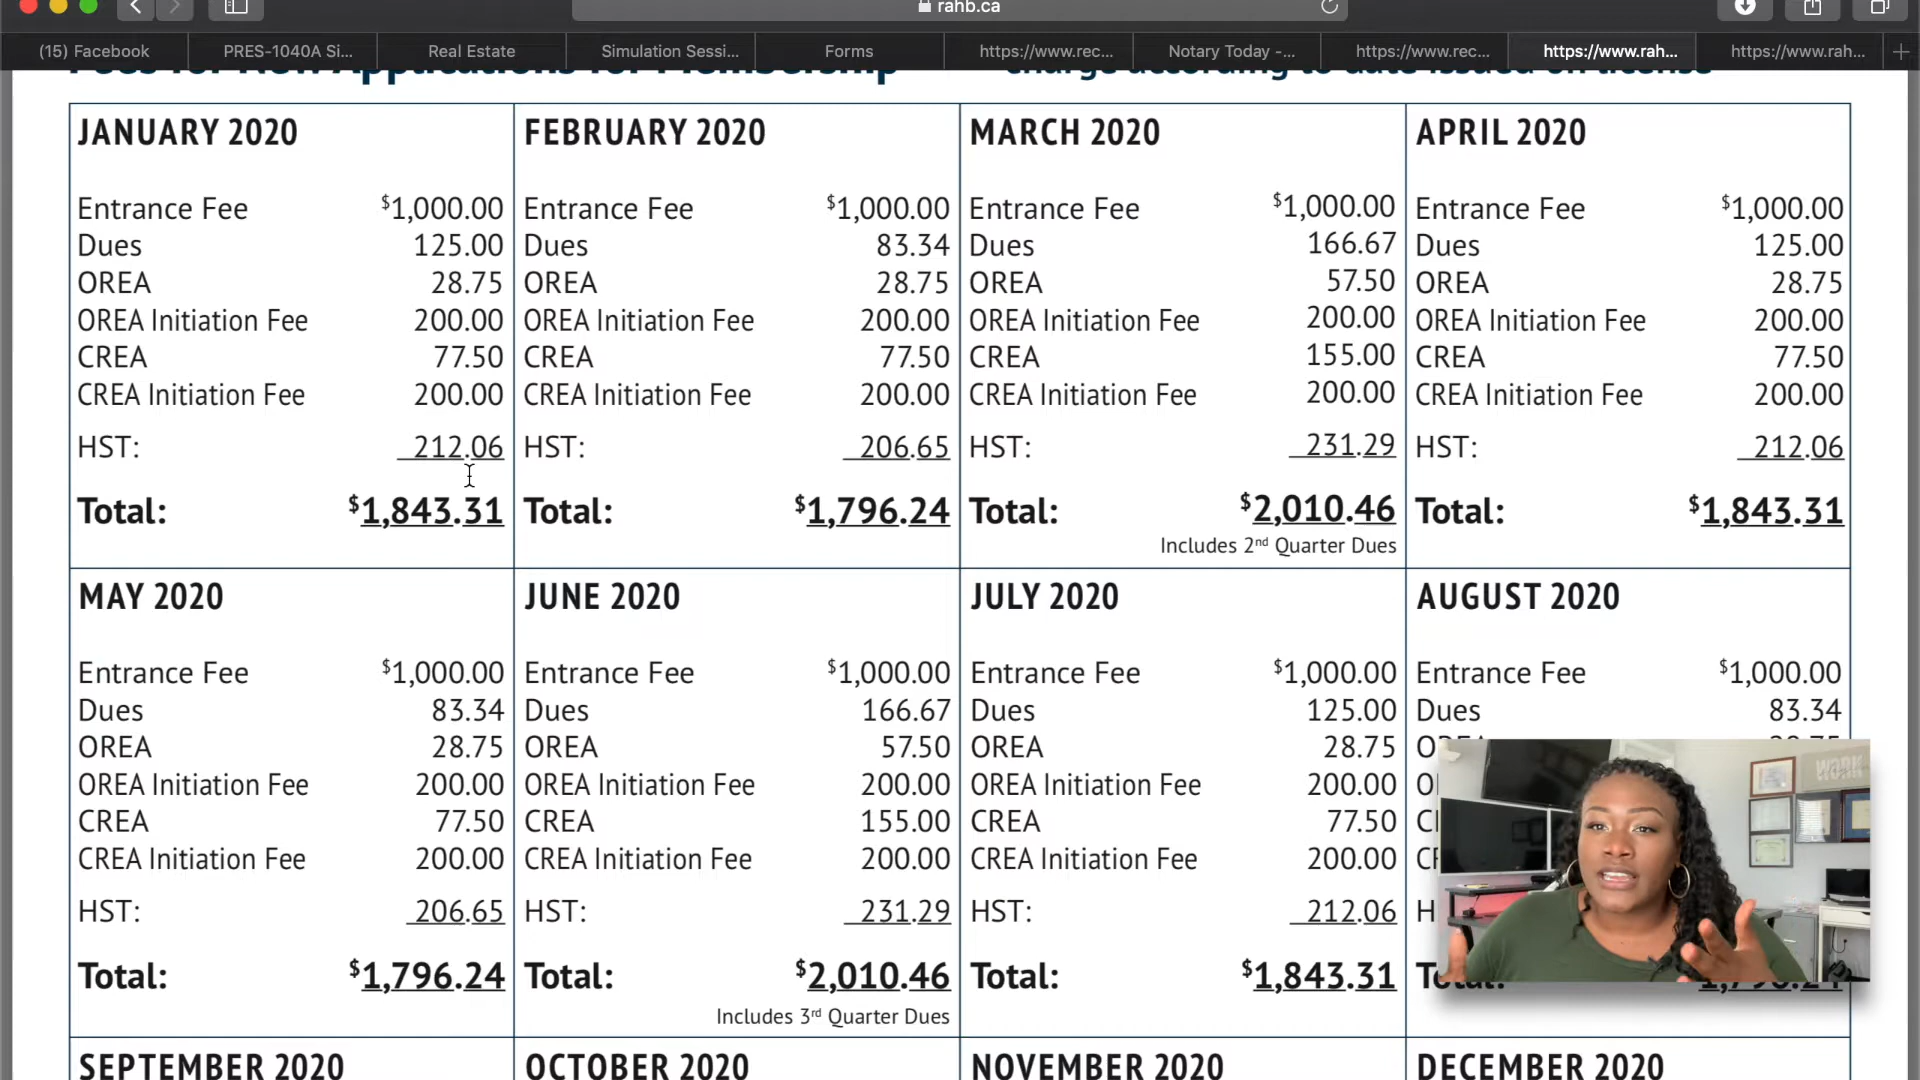 rahb.ca
(15) Facebook
PRES-1040A Si...
Real Estate
Simulation Sessi...
Forms
https://www.rec...
Notary Today -...
https://www.rec...
https://www.rah...
https://www.rah...
Fees for New Applications for Membership
charge according to date issued on license
JANUARY 2020
Entrance Fee $1,000.00
Dues 125.00
OREA 28.75
OREA Initiation Fee 200.00
CREA 77.50
CREA Initiation Fee 200.00
HST: 212.06
Total: $1,843.31
FEBRUARY 2020
Entrance Fee $1,000.00
Dues 83.34
OREA 28.75
OREA Initiation Fee 200.00
CREA 77.50
CREA Initiation Fee 200.00
HST: 206.65
Total: $1,796.24
MARCH 2020
Entrance Fee $1,000.00
Dues 166.67
OREA 57.50
OREA Initiation Fee 200.00
CREA 155.00
CREA Initiation Fee 200.00
HST: 231.29
Total: $2,010.46
Includes 2nd Quarter Dues
APRIL 2020
Entrance Fee $1,000.00
Dues 125.00
OREA 28.75
OREA Initiation Fee 200.00
CREA 77.50
CREA Initiation Fee 200.00
HST: 212.06
Total: $1,843.31
MAY 2020
Entrance Fee $1,000.00
Dues 83.34
OREA 28.75
OREA Initiation Fee 200.00
CREA 77.50
CREA Initiation Fee 200.00
HST: 206.65
Total: $1,796.24
JUNE 2020
Entrance Fee $1,000.00
Dues 166.67
OREA 57.50
OREA Initiation Fee 200.00
CREA 155.00
CREA Initiation Fee 200.00
HST: 231.29
Total: $2,010.46
Includes 3rd Quarter Dues
JULY 2020
Entrance Fee $1,000.00
Dues 125.00
OREA 28.75
OREA Initiation Fee 200.00
CREA 77.50
CREA Initiation Fee 200.00
HST: 212.06
Total: $1,843.31
AUGUST 2020
Entrance Fee $1,000.00
Dues 83.34
SEPTEMBER 2020
OCTOBER 2020
NOVEMBER 2020
DECEMBER 2020